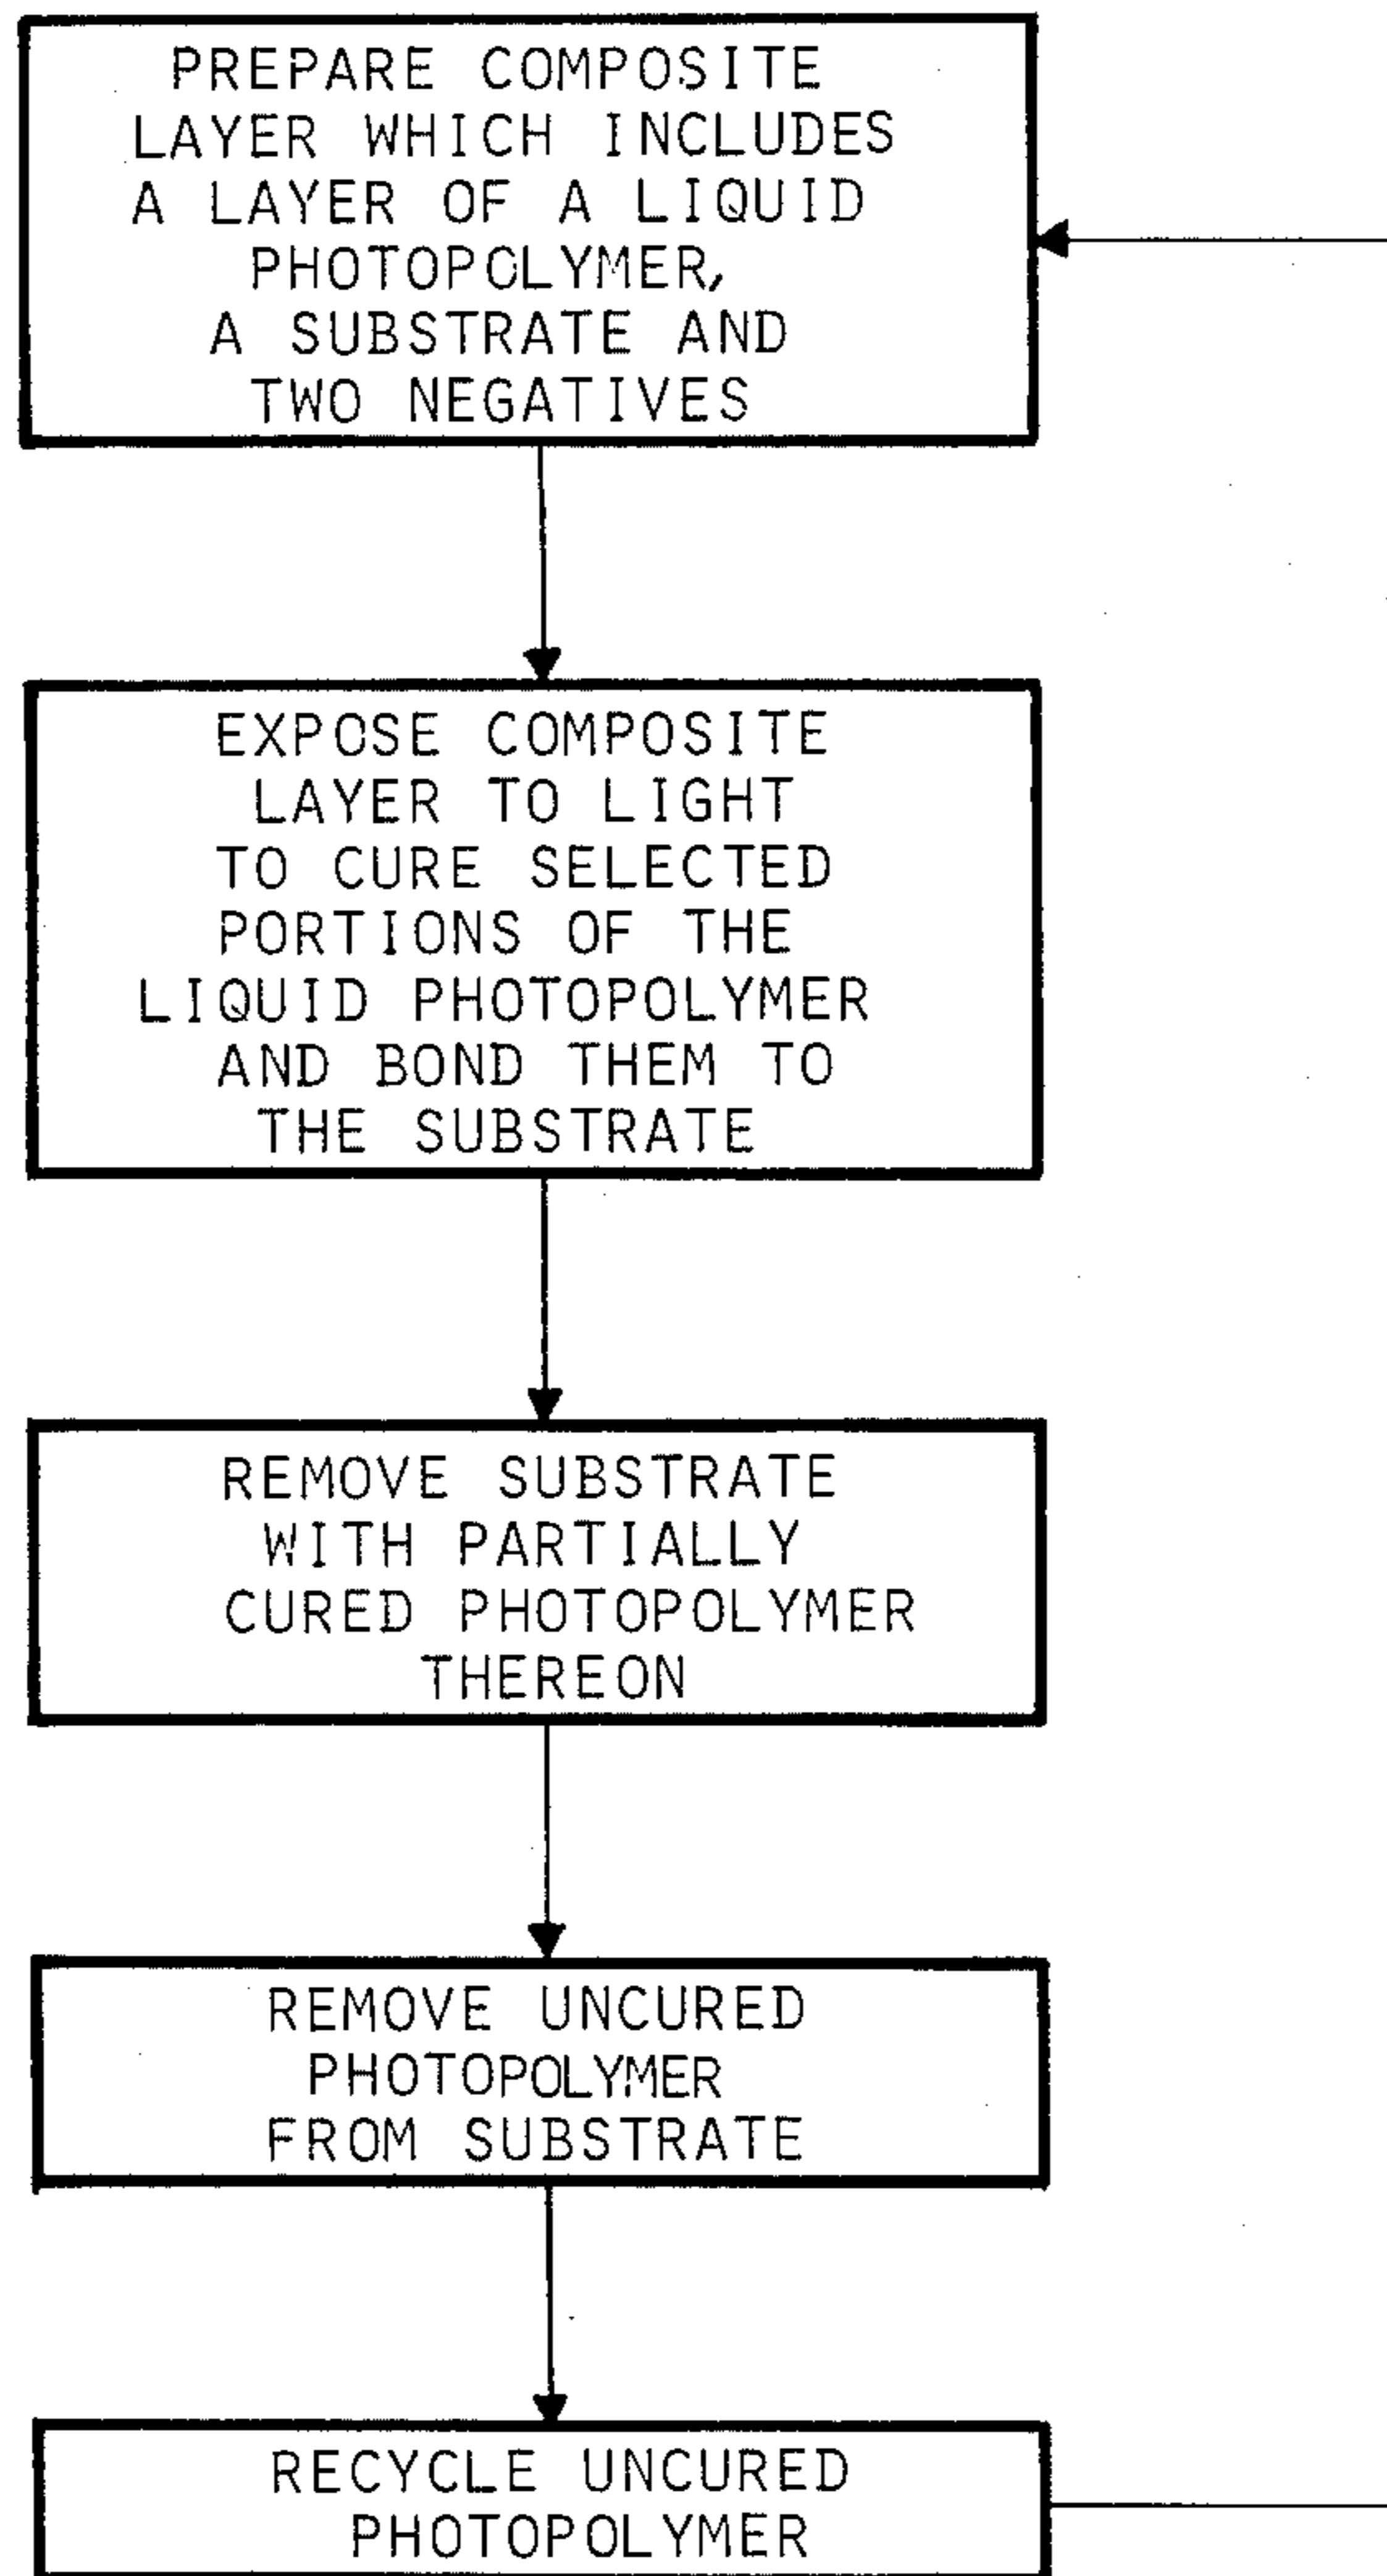 PREPARE COMPOSITE
LAYER WHICH INCLUDES
A LAYER OF A LIQUID
PHOTOPOLYMER,
A SUBSTRATE AND
TWO NEGATIVES
EXPOSE COMPOSITE
LAYER TO LIGHT
TO CURE SELECTED
PORTIONS OF THE
LIQUID PHOTOPOLYMER
AND BOND THEM TO
THE SUBSTRATE
REMOVE SUBSTRATE
WITH PARTIALLY
CURED PHOTOPOLYMER
THEREON
REMOVE UNCURED
PHOTOPOLYMER
FROM SUBSTRATE
RECYCLE UNCURED
PHOTOPOLYMER